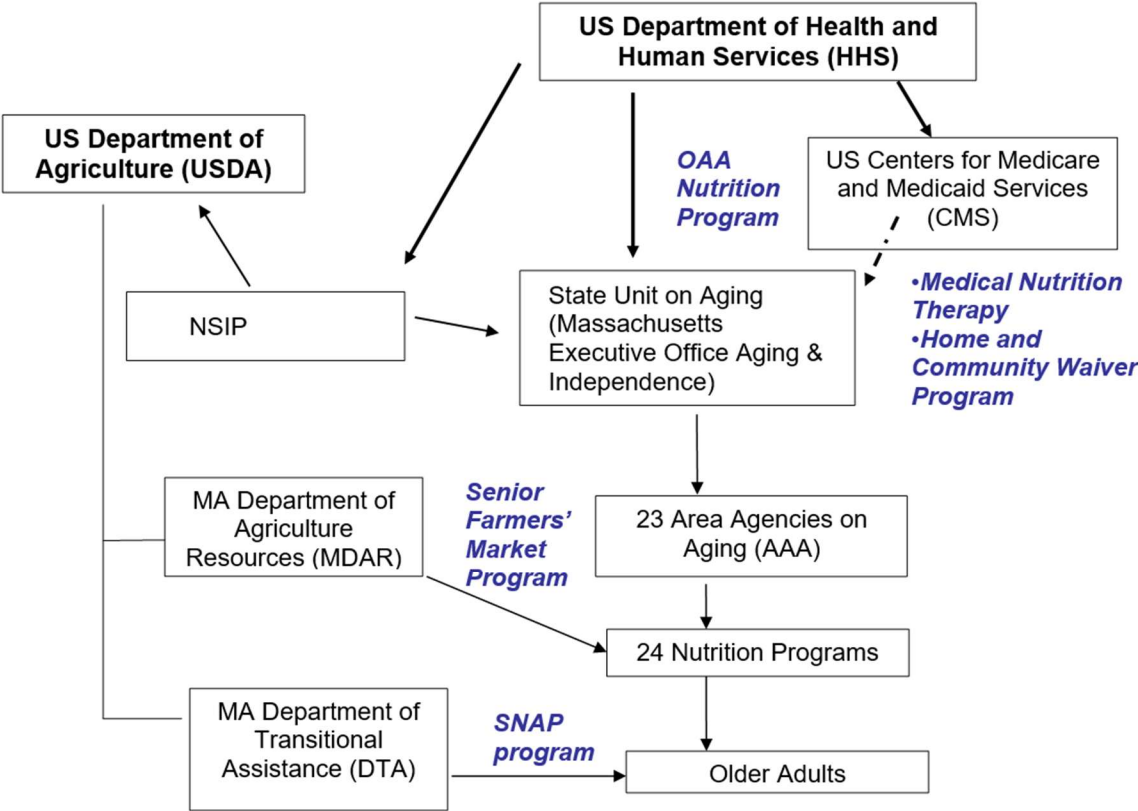 US Department of Health and
Human Services (HHS)
US Department of
Agriculture (USDA)
OAA
Nutrition
Program
US Centers for Medicare
and Medicaid Services
(CMS)
NSIP
State Unit on Aging
(Massachusetts
Executive Office Aging &
Independence)
•Medical Nutrition
Therapy
•Home and
Community Waiver
Program
MA Department of
Agriculture
Resources (MDAR)
Senior
Farmers’
Market
Program
23 Area Agencies on
Aging (AAA)
24 Nutrition Programs
MA Department of
Transitional
Assistance (DTA)
SNAP
program
Older Adults